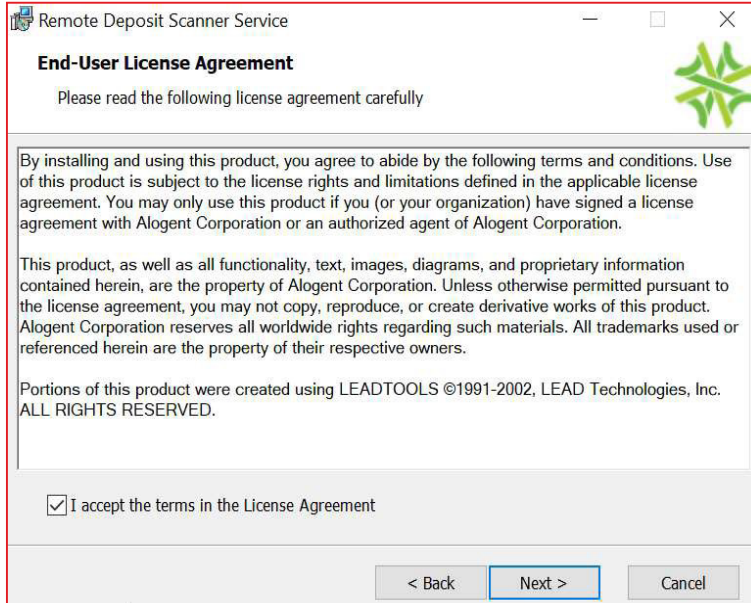 Remote Deposit Scanner Service
End-User License Agreement
Please read the following license agreement carefully
By installing and using this product, you agree to abide by the following terms and conditions. Use
of this product is subject to the license rights and limitations defined in the applicable license
agreement. You may only use this product if you (or your organization) have signed a license
agreement with Alogent Corporation or an authorized agent of Alogent Corporation.
This product, as well as all functionality, text, images, diagrams, and proprietary information
contained herein, are the property of Alogent Corporation. Unless otherwise permitted pursuant to
the license agreement, you may not copy, reproduce, or create derivative works of this product.
Alogent Corporation reserves all worldwide rights regarding such materials. All trademarks used or
referenced herein are the property of their respective owners.
Portions of this product were created using LEADTOOLS ©1991-2002, LEAD Technologies, Inc.
ALL RIGHTS RESERVED.
I accept the terms in the License Agreement
< Back
Next >
Cancel